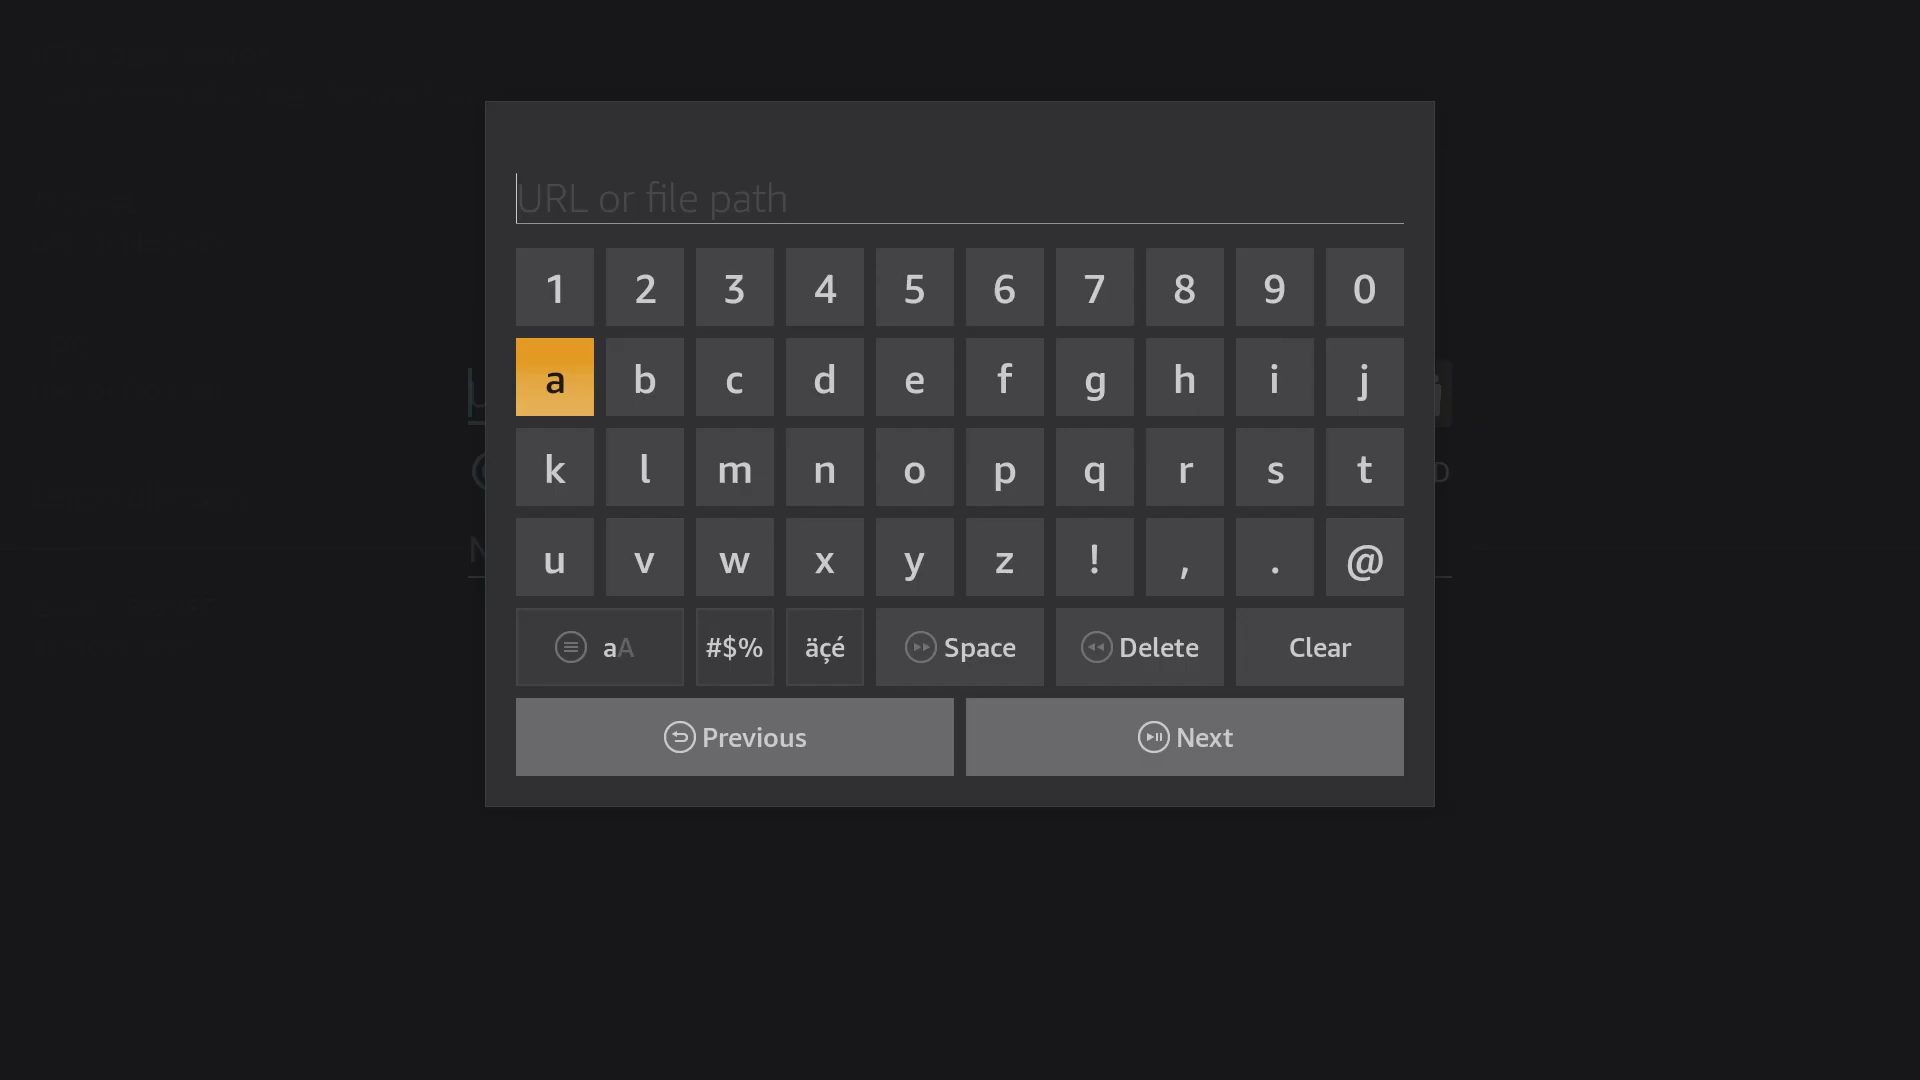 URL or file path
1 2 3 4 5 6 7 8 9 0
a b c d e f g h i j
k l m n o p q r s t
u v w x y z ! , . @
aA #$% äçé Space Delete Clear
Previous Next